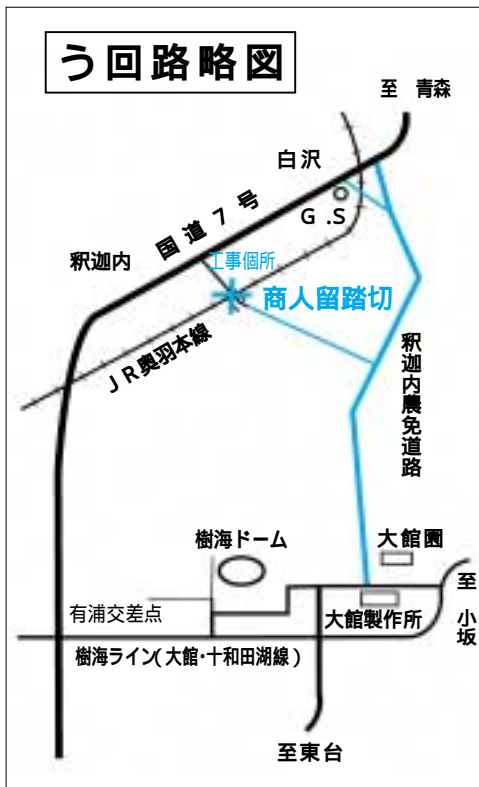 う回路略図
至 青森
白沢
G.S
国道7号
釈迦内
工事個所
商人留踏切
JR奥羽本線
釈迦内農免道路
樹海ドーム
大館園
至 小坂
有浦交差点
大館製作所
樹海ライン(大館・十和田湖線)
至東台